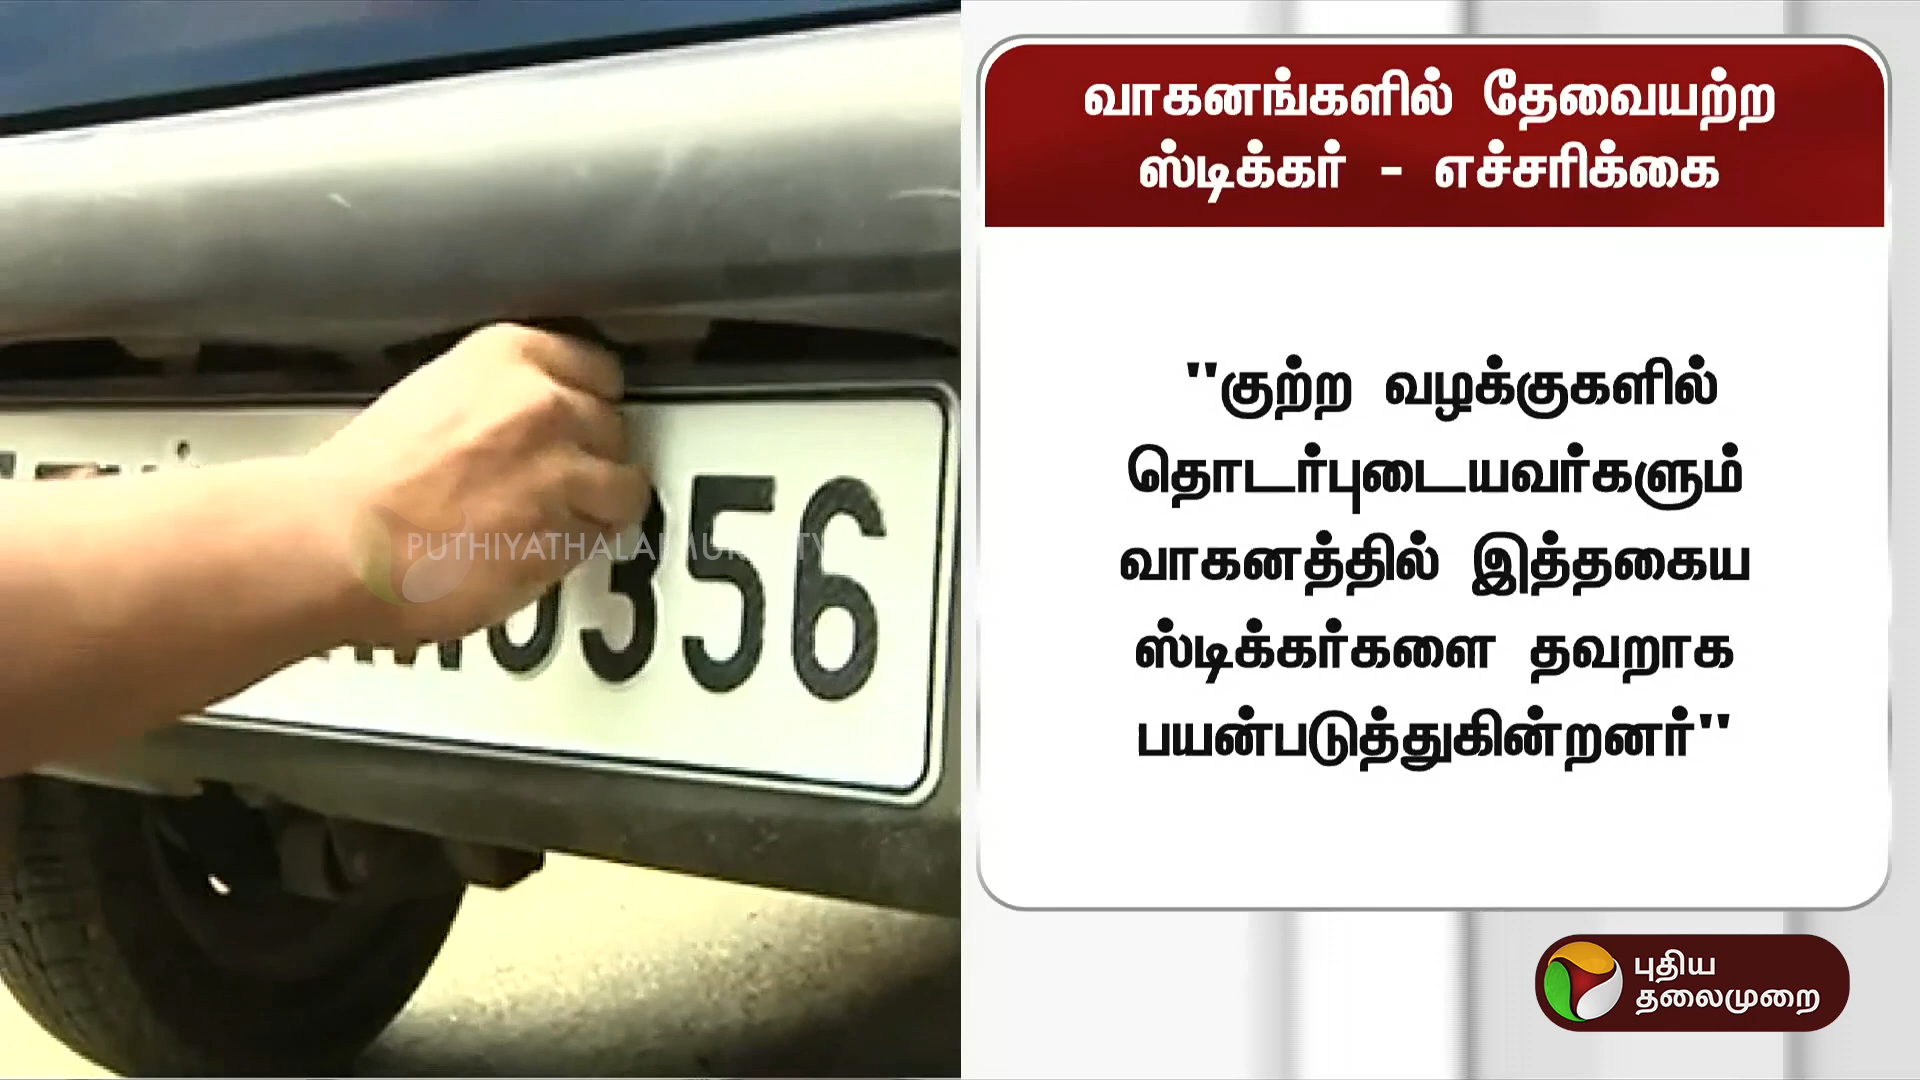 வாகனங்களில் தேவையற்ற
ஸ்டிக்கர் - எச்சரிக்கை
"குற்ற வழக்குகளில்
தொடர்புடையவர்களும்
வாகனத்தில் இத்தகைய
ஸ்டிக்கர்களை தவறாக
பயன்படுத்துகின்றனர்"
356
புதிய
தலைமுறை